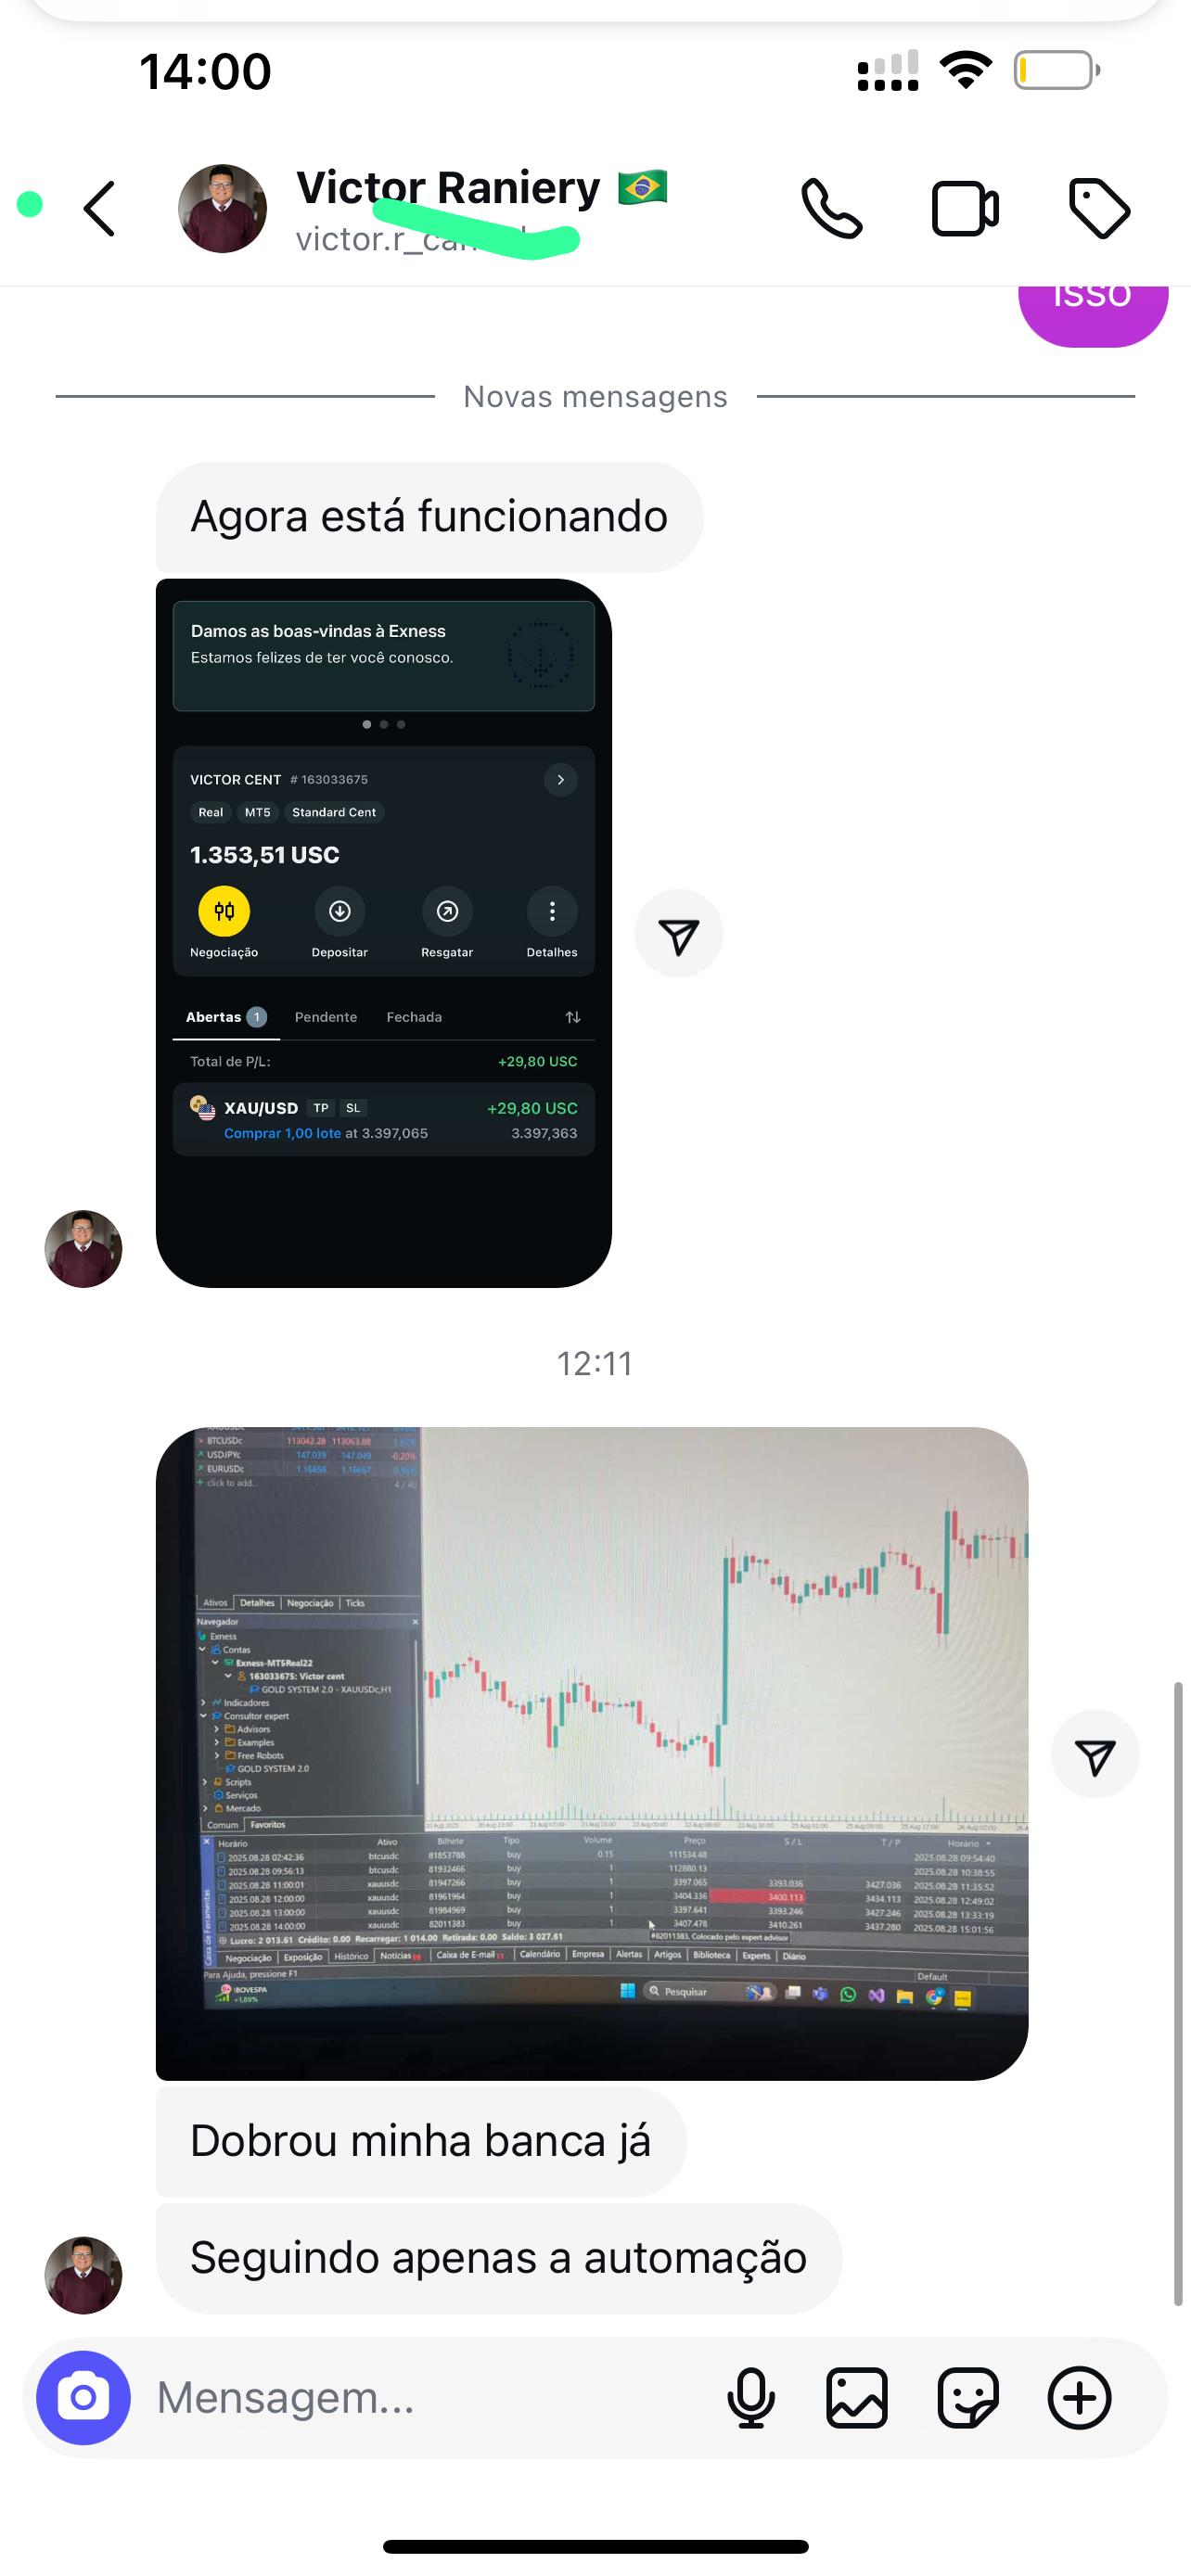 14:00
Victor Raniery 🇧🇷
victor.r_ca
isso
Novas mensagens
Agora está funcionando
Damos as boas-vindas à Exness
Estamos felizes de ter você conosco.
VICTOR CENT # 163033675
Real MT5 Standard Cent
1.353,51 USC
Negociação Depositar Resgatar Detalhes
Abertas 1 Pendente Fechada
Total de P/L: +29,80 USC
XAU/USD TP SL +29,80 USC
Comprar 1,00 lote at 3.397,065 3.397,363
12:11
BTCUSDc 113042.28 113063.88
USDJPYc 147.039 147.049 -0.20%
EURUSDc 1.16658 1.16667
click to add... 4 / 40
Ativos Detalhes Negociação Ticks
Navegador
Exness
Contas
Exness-MT5Real22
163033675: Victor cent
GOLD SYSTEM 2.0 - XAUUSDc,H1
Indicadores
Consultor expert
Advisors
Examples
Free Robots
GOLD SYSTEM 2.0
Scripts
Serviços
Mercado
Comum Favoritos
Horário Ativo Bilhete Tipo Volume Preço S / L T / P Horário
2025.08.28 02:42:36 btcusdc 81853788 buy 0.15 111534.48 2025.08.28 09:54:40
2025.08.28 09:56:13 btcusdc 81932466 buy 1 112880.13 2025.08.28 10:38:55
2025.08.28 11:00:01 xauusdc 81947266 buy 1 3397.065 3393.036 3427.036 2025.08.28 11:35:52
2025.08.28 12:00:00 xauusdc 81961964 buy 1 3404.336 3400.113 3434.113 2025.08.28 12:49:02
2025.08.28 13:00:00 xauusdc 81984969 buy 1 3397.641 3393.246 3427.246 2025.08.28 13:33:19
2025.08.28 14:00:00 xauusdc 82011383 buy 1 3407.478 3410.261 3437.280 2025.08.28 15:01:56
Lucro: 2 013.61 Crédito: 0.00 Recarregar: 1 014.00 Retirada: 0.00 Saldo: 3 027.61
#82011383, Colocado pelo expert advisor
Caixa de Ferramentas
Negociação Exposição Histórico Notícias Caixa de E-mail Calendário Empresa Alertas Artigos Biblioteca Experts Diário
Para Ajuda, pressione F1 Default
IBOVESPA
+1,89%
Pesquisar
Dobrou minha banca já
Seguindo apenas a automação
Mensagem...